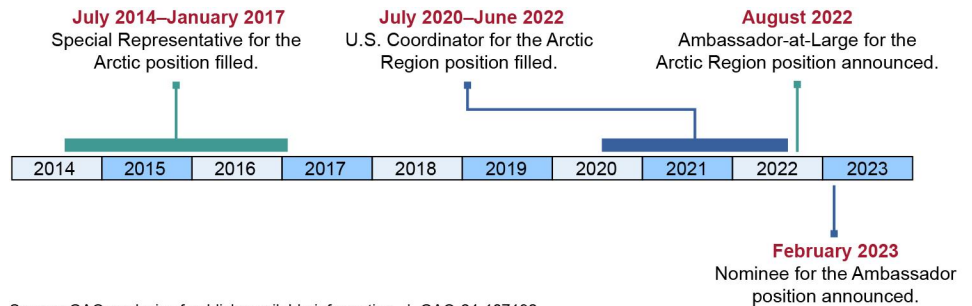 July 2014–January 2017
Special Representative for the
Arctic position filled.
July 2020–June 2022
U.S. Coordinator for the Arctic
Region position filled.
August 2022
Ambassador-at-Large for the
Arctic Region position announced.
2014 2015 2016 2017 2018 2019 2020 2021 2022 2023
February 2023
Nominee for the Ambassador
position announced.